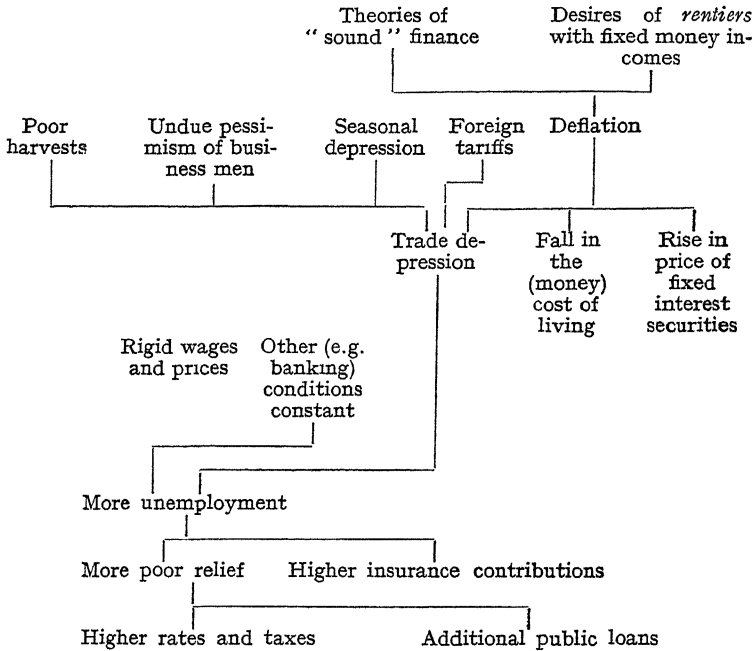 Theories of
“ sound ” finance
Desires of rentiers
with fixed money in-
comes
Poor
harvests
Undue pessi-
mism of busi-
ness men
Seasonal
depression
Foreign
tariffs
Deflation
Trade de-
pression
Fall in
the
(money)
cost of
living
Rise in
price of
fixed
interest
securities
Rigid wages
and prices
Other (e.g.
banking)
conditions
constant
More unemployment
More poor relief
Higher insurance contributions
Higher rates and taxes
Additional public loans